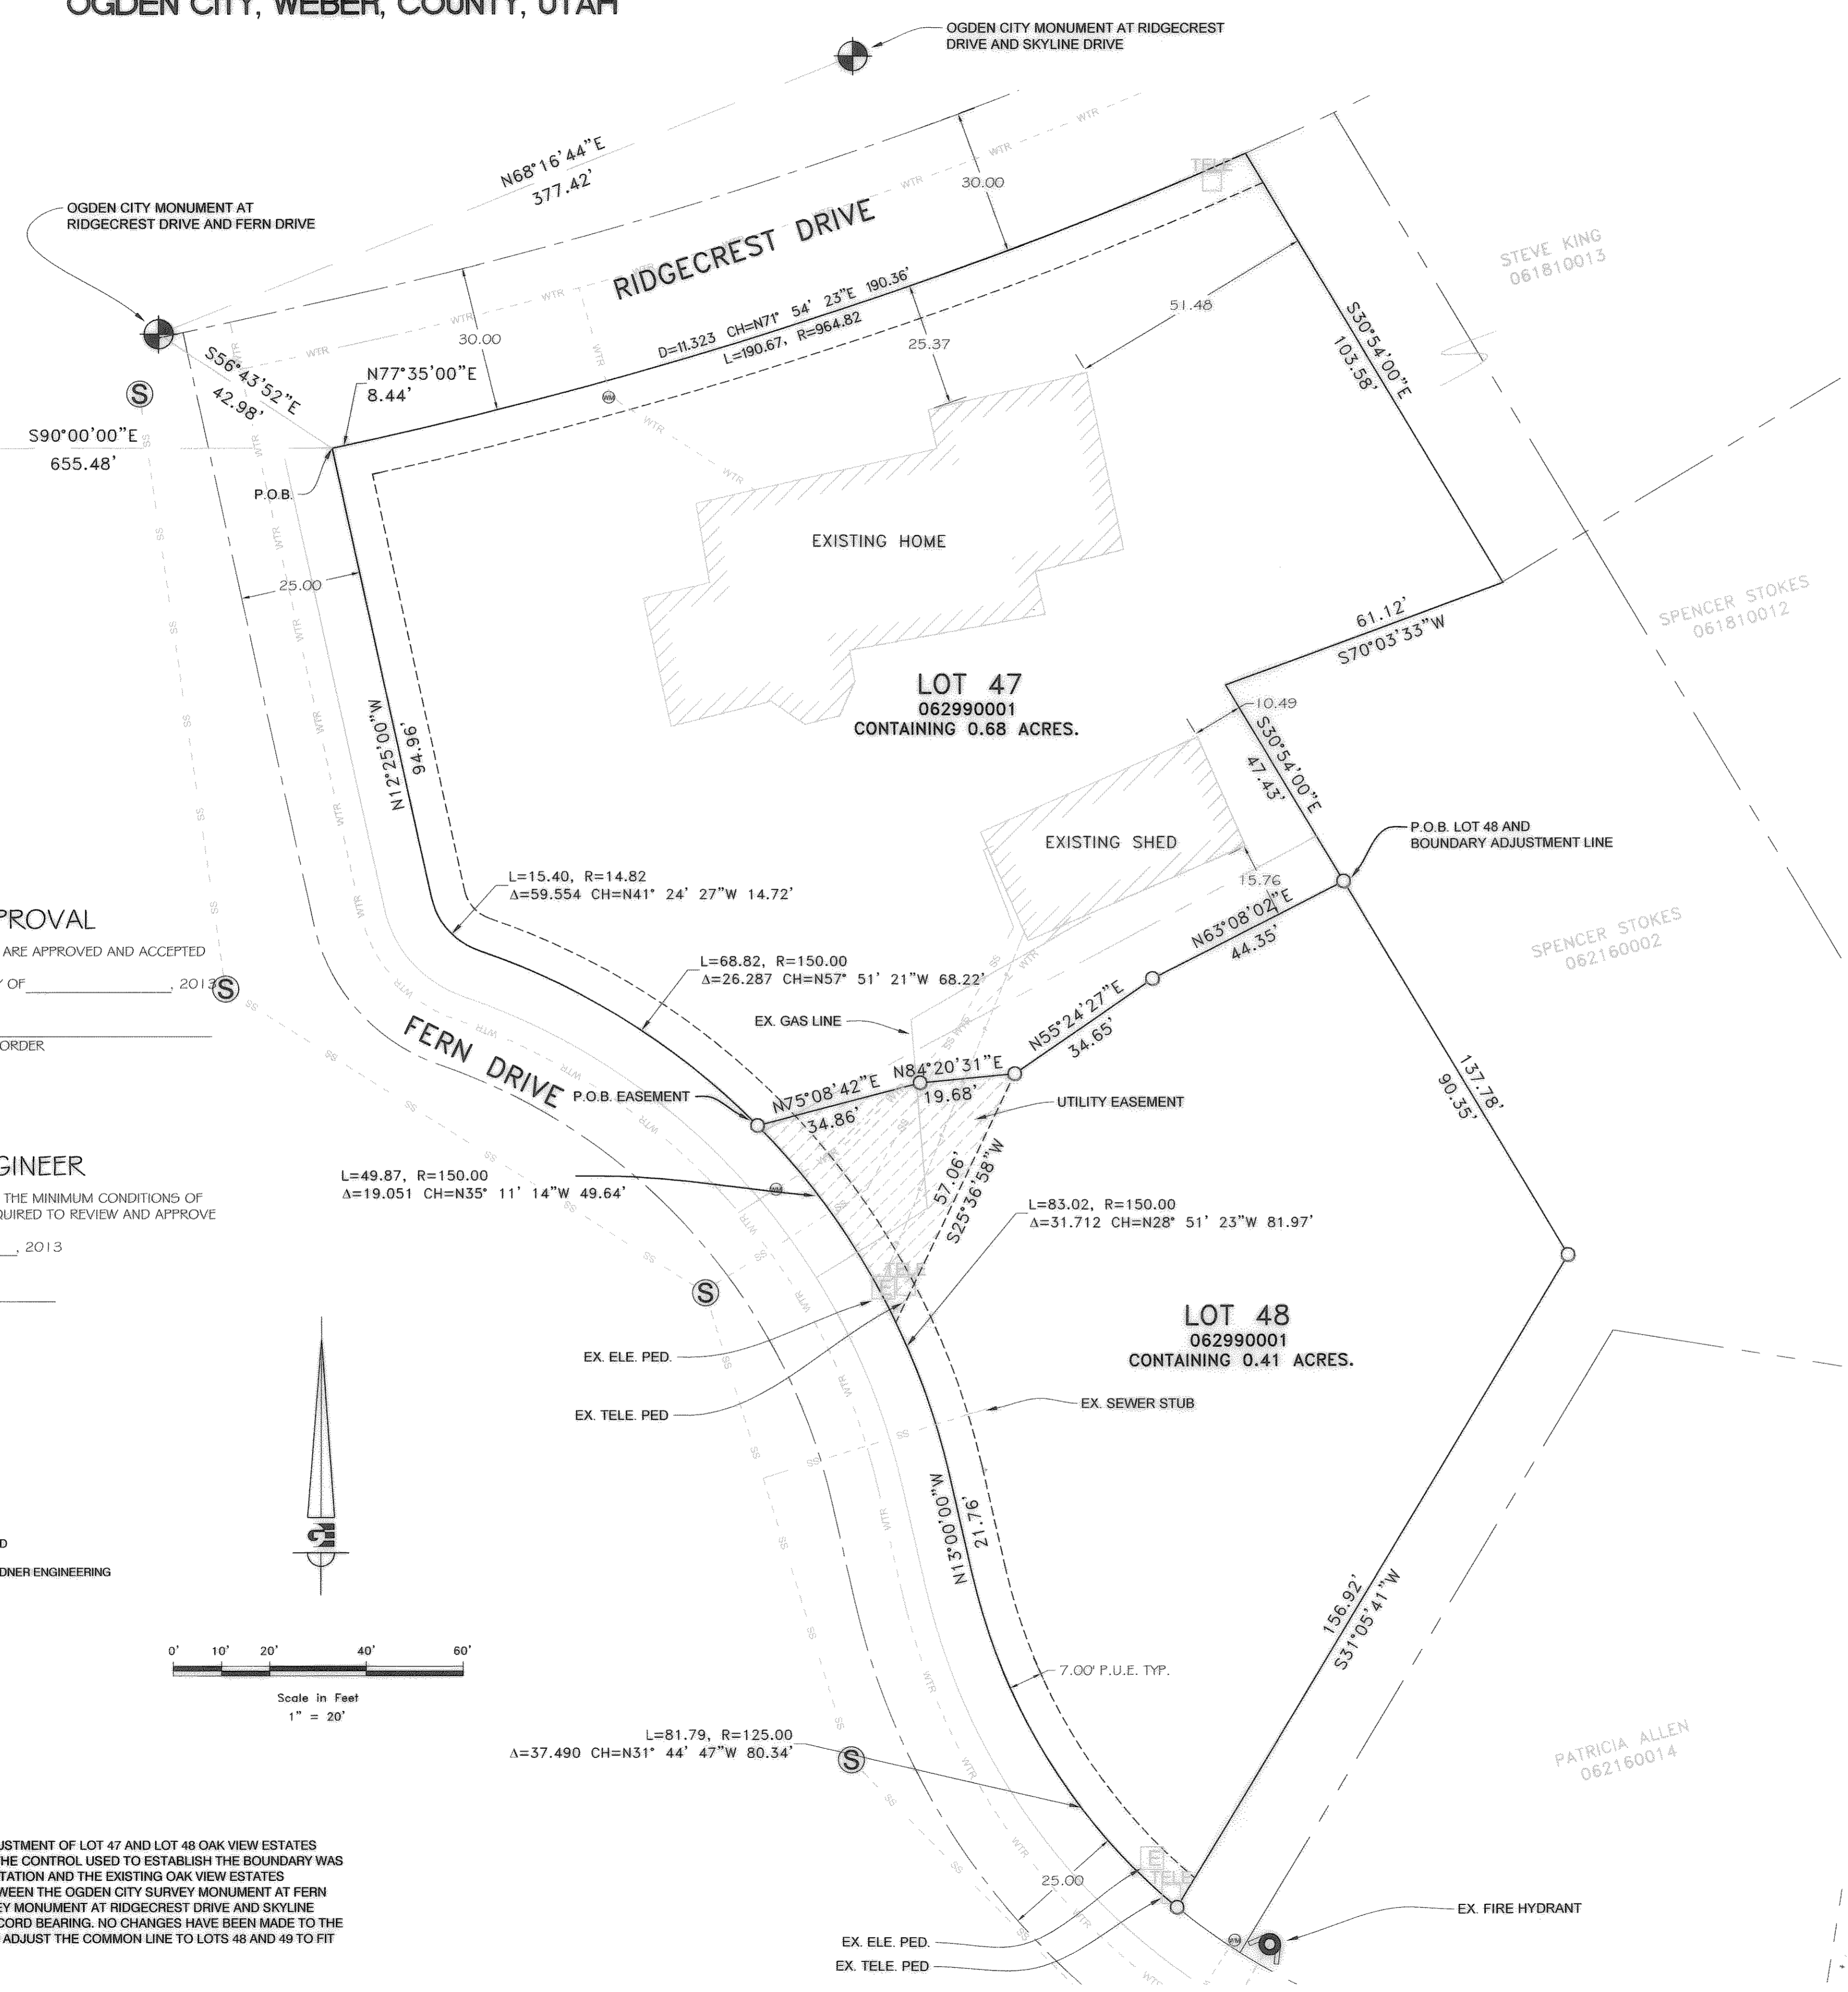 OGDEN CITY, WEBER, COUNTY, UTAH
OGDEN CITY MONUMENT AT RIDGECREST
DRIVE AND SKYLINE DRIVE
N68°16'44"E
377.42'
OGDEN CITY MONUMENT AT
RIDGECREST DRIVE AND FERN DRIVE
RIDGECREST DRIVE
30.00
30.00
TELE
WTR
D=11.323 CH=N71° 54' 23"E 190.36'
L=190.67, R=964.82
25.37
51.48
STEVE KING
061810013
S30°54'00"E
103.58'
S56°43'52"E
42.98'
N77°35'00"E
8.44'
WM
S
S90°00'00"E
655.48'
P.O.B.
SS
EXISTING HOME
25.00
SPENCER STOKES
061810012
61.12'
S70°03'33"W
LOT 47
062990001
CONTAINING 0.68 ACRES.
10.49
S30°54'00"E
47.43'
N12°25'00"W
94.96'
EXISTING SHED
15.76
P.O.B. LOT 48 AND
BOUNDARY ADJUSTMENT LINE
L=15.40, R=14.82
Δ=59.554 CH=N41° 24' 27"W 14.72'
N63°08'02"E
44.35'
SPENCER STOKES
062160002
PROVAL
ARE APPROVED AND ACCEPTED
Y OF , 2013
S
ORDER
L=68.82, R=150.00
Δ=26.287 CH=N57° 51' 21"W 68.22'
EX. GAS LINE
N55°24'27"E
34.65'
FERN DRIVE
P.O.B. EASEMENT
N75°08'42"E
34.86'
N84°20'31"E
19.68'
UTILITY EASEMENT
137.78'
90.35'
57.06'
S25°36'58"W
GINEER
THE MINIMUM CONDITIONS OF
QUIRED TO REVIEW AND APPROVE
, 2013
L=49.87, R=150.00
Δ=19.051 CH=N35° 11' 14"W 49.64'
WM
L=83.02, R=150.00
Δ=31.712 CH=N28° 51' 23"W 81.97'
TELE
E
S
LOT 48
062990001
CONTAINING 0.41 ACRES.
EX. ELE. PED.
EX. TELE. PED
EX. SEWER STUB
N13°00'00"W
21.76'
D
DNER ENGINEERING
156.92'
S31°05'41"W
0' 10' 20' 40' 60'
Scale in Feet
1" = 20'
7.00' P.U.E. TYP.
L=81.79, R=125.00
Δ=37.490 CH=N31° 44' 47"W 80.34'
S
PATRICIA ALLEN
062160014
USTMENT OF LOT 47 AND LOT 48 OAK VIEW ESTATES
HE CONTROL USED TO ESTABLISH THE BOUNDARY WAS
TATION AND THE EXISTING OAK VIEW ESTATES
WEEN THE OGDEN CITY SURVEY MONUMENT AT FERN
EY MONUMENT AT RIDGECREST DRIVE AND SKYLINE
CORD BEARING. NO CHANGES HAVE BEEN MADE TO THE
ADJUST THE COMMON LINE TO LOTS 48 AND 49 TO FIT
E
TELE
25.00
EX. ELE. PED.
EX. TELE. PED
WM
EX. FIRE HYDRANT